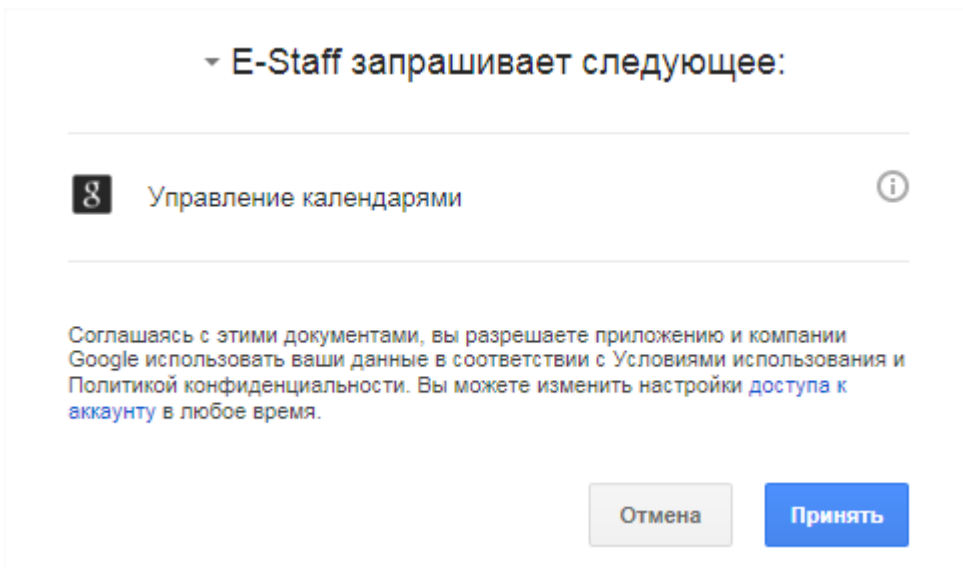 E-Staff запрашивает следующее:
8 Управление календарями
Соглашаясь с этими документами, вы разрешаете приложению и компании
Google использовать ваши данные в соответствии с Условиями использования и
Политикой конфиденциальности. Вы можете изменить настройки доступа к
аккаунту в любое время.
Отмена Принять